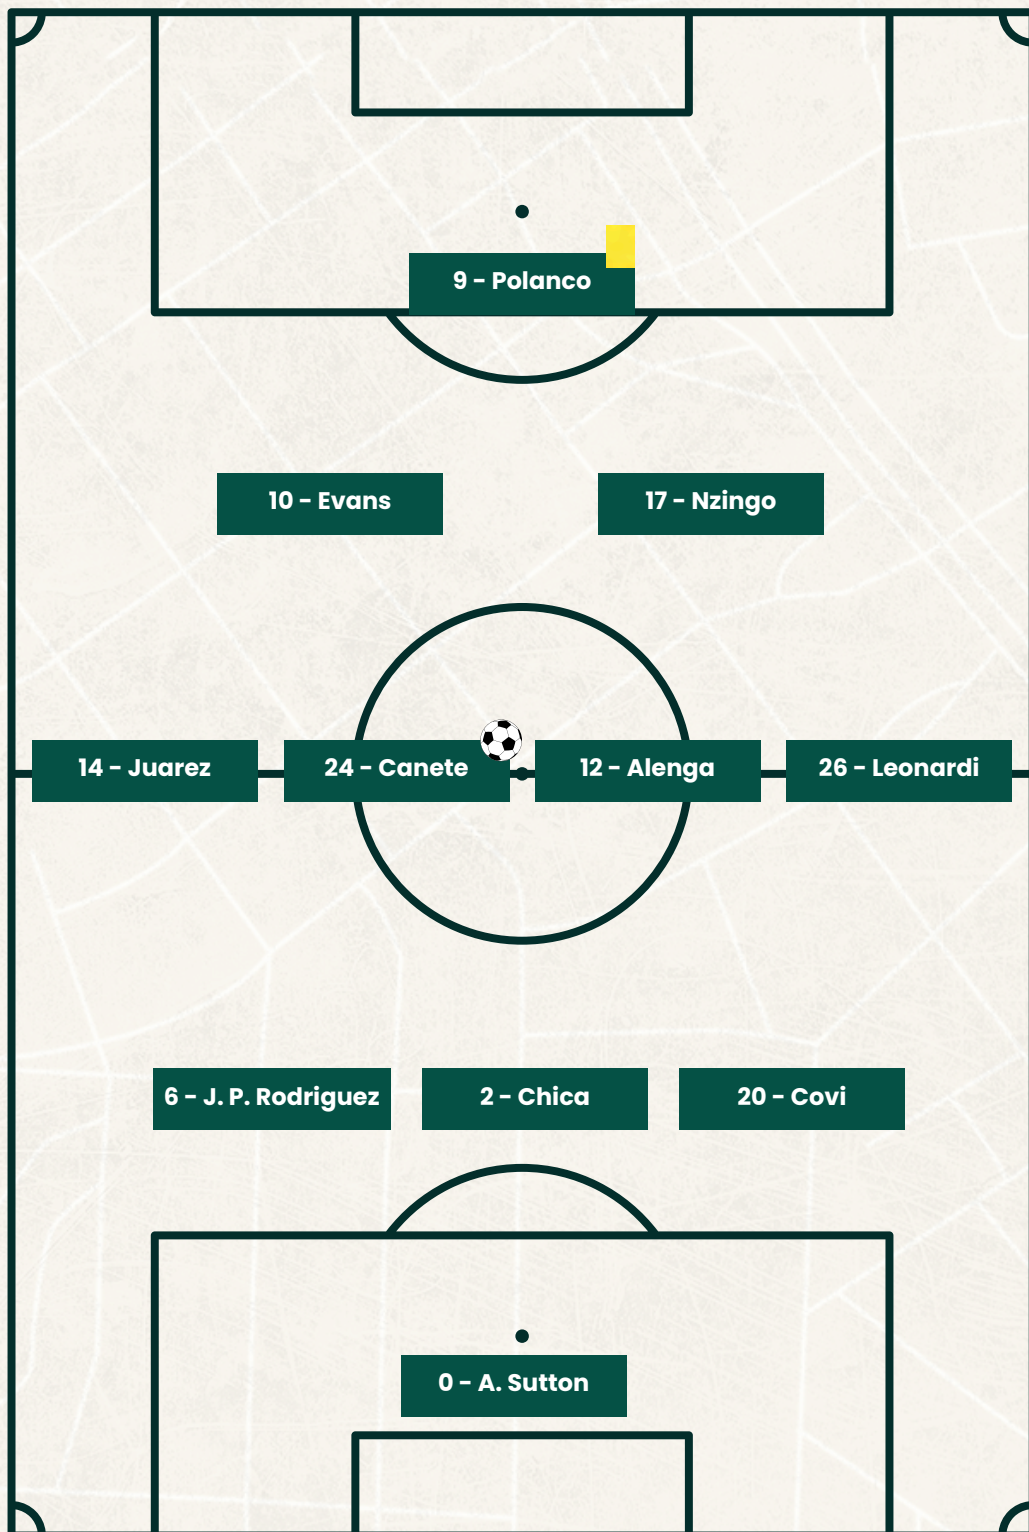 9 – Polanco
10 – Evans
17 – Nzingo
14 – Juarez
24 – Canete
12 – Alenga
26 – Leonardi
6 – J. P. Rodriguez
2 – Chica
20 – Covi
0 – A. Sutton